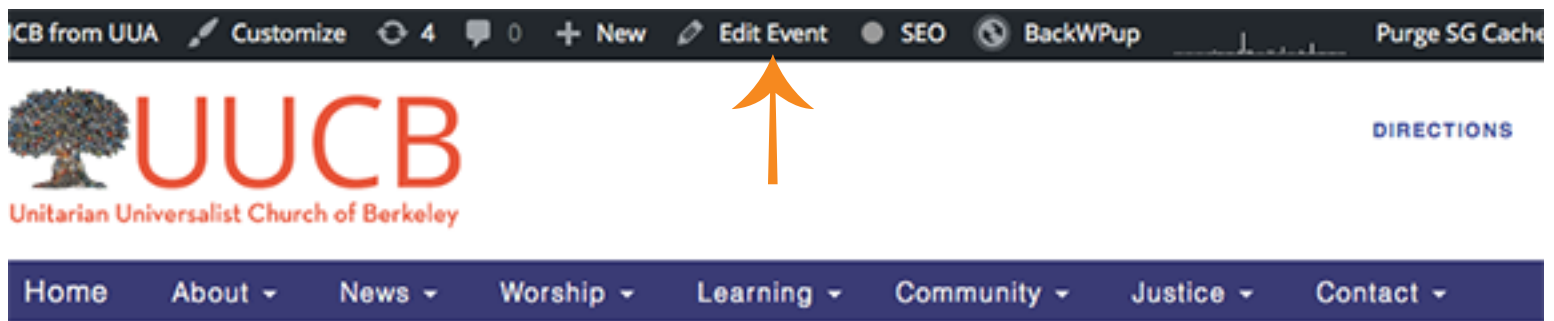 CB from UUA Customize 4 0 + New Edit Event SEO BackWPup Purge SG Cache
UUCB
DIRECTIONS
Unitarian Universalist Church of Berkeley
Home About News Worship Learning Community Justice Contact